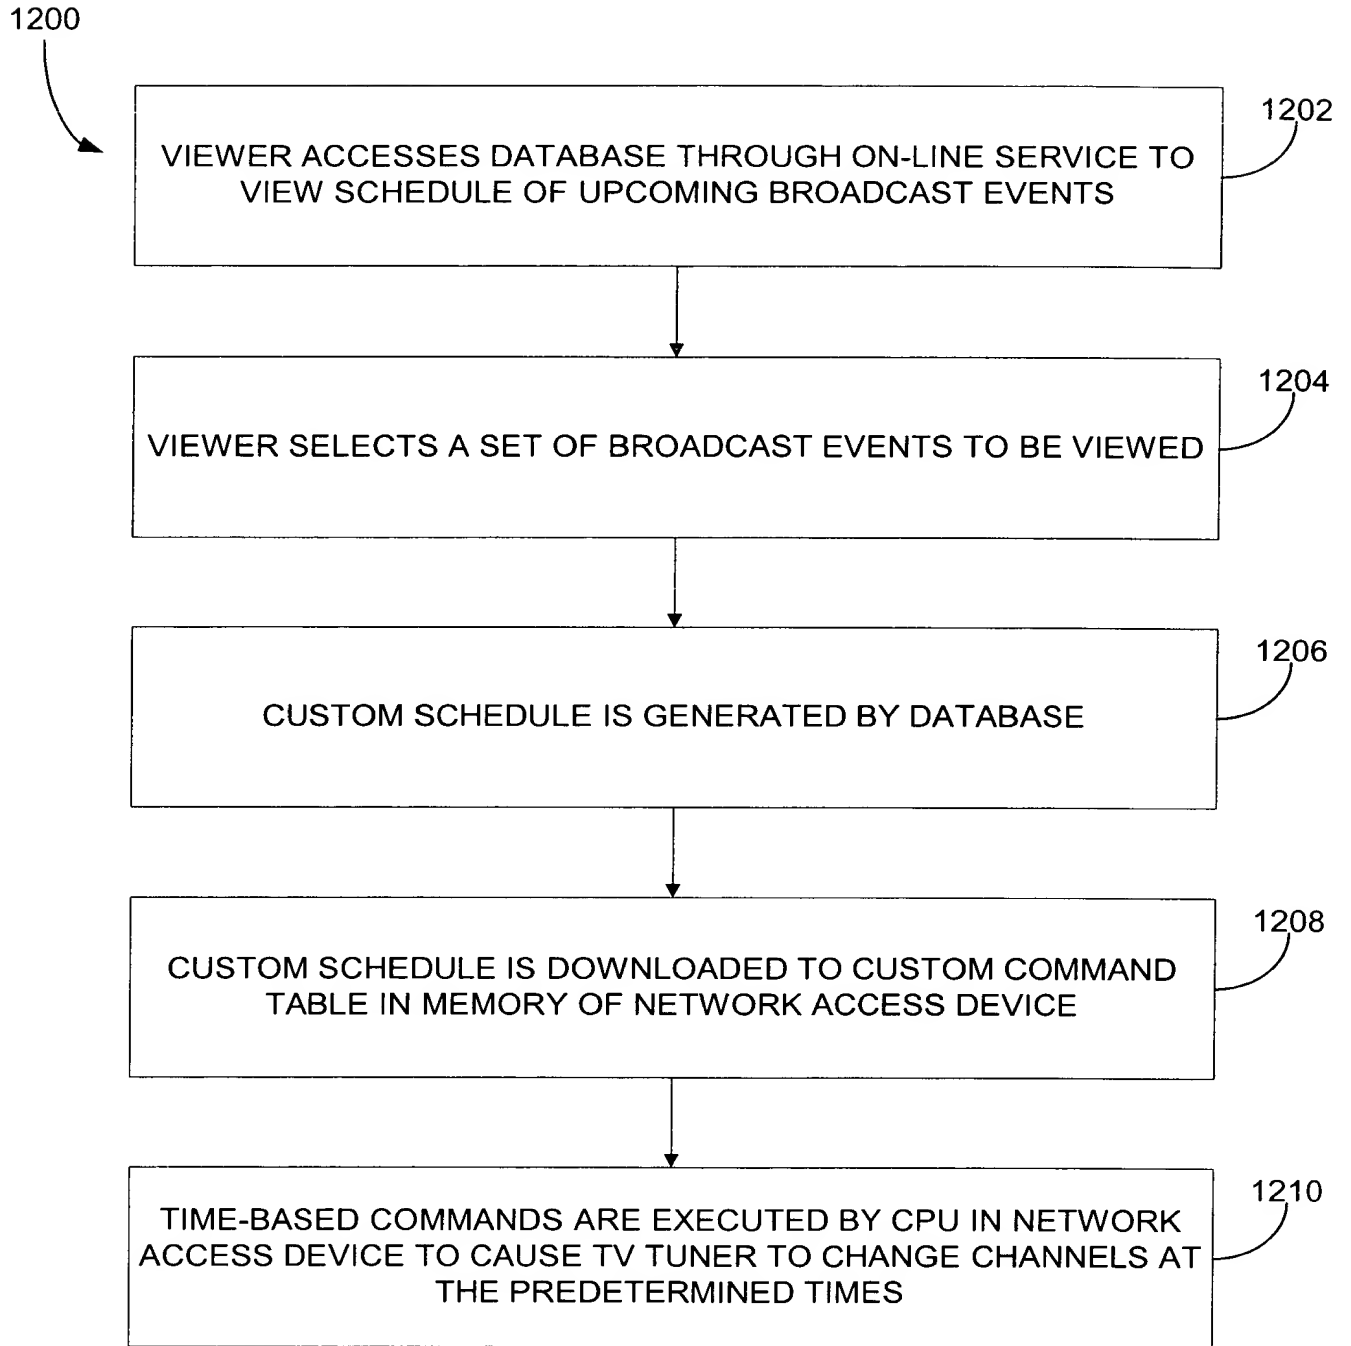 1200
1202
VIEWER ACCESSES DATABASE THROUGH ON-LINE SERVICE TO
VIEW SCHEDULE OF UPCOMING BROADCAST EVENTS
1204
VIEWER SELECTS A SET OF BROADCAST EVENTS TO BE VIEWED
1206
CUSTOM SCHEDULE IS GENERATED BY DATABASE
1208
CUSTOM SCHEDULE IS DOWNLOADED TO CUSTOM COMMAND
TABLE IN MEMORY OF NETWORK ACCESS DEVICE
1210
TIME-BASED COMMANDS ARE EXECUTED BY CPU IN NETWORK
ACCESS DEVICE TO CAUSE TV TUNER TO CHANGE CHANNELS AT
THE PREDETERMINED TIMES